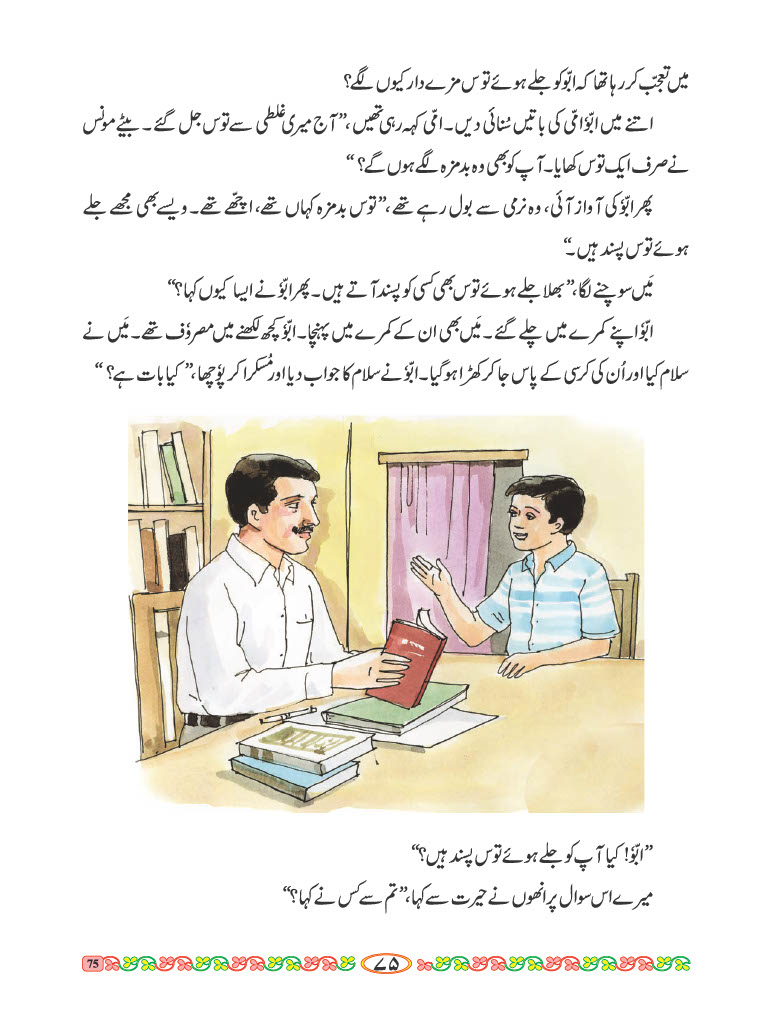 میں تعجّب کر رہا تھا کہ ابّو کو جلے ہوئے توس مزے دار کیوں لگے؟
اتنے میں ابّو اَمّی کی باتیں سُنائی دیں۔ امّی کہہ رہی تھیں، ”آج میری غلطی سے توس جل گئے۔ بیٹے مونس
نے صرف ایک توس کھایا۔ آپ کو بھی وہ بدمزہ لگے ہوں گے؟“
پھر ابّوٗ کی آواز آئی، وہ نرمی سے بول رہے تھے، ”توس بدمزہ کہاں تھے، اچھّے تھے۔ ویسے بھی مجھے جلے
ہوئے توس پسند ہیں۔“
مَیں سوچنے لگا، ”بھلا جلے ہوئے توس بھی کسی کو پسند آتے ہیں۔ پھر ابّوٗ نے ایسا کیوں کہا؟“
ابّوٗ اپنے کمرے میں چلے گئے۔ مَیں بھی ان کے کمرے میں پہنچا۔ ابّوٗ کچھ لکھنے میں مصروٗف تھے۔ مَیں نے
سلام کیا اور اُن کی کرسی کے پاس جا کر کھڑا ہوگیا۔ ابّوٗ نے سلام کا جواب دیا اور مُسکرا کر پوٗچھا، ”کیا بات ہے؟“
”ابّوٗ! کیا آپ کو جلے ہوئے توس پسند ہیں؟“
میرے اس سوال پر انھوں نے حیرت سے کہا، ”تم سے کس نے کہا؟“
75 ۷۵